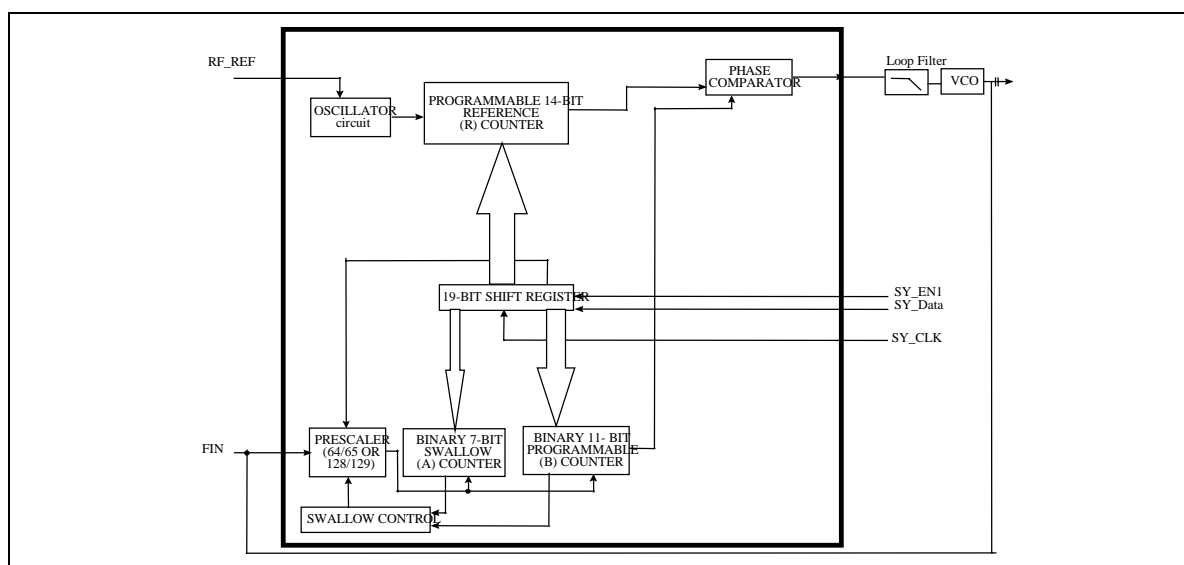 RF_REF
OSCILLATOR
circuit
PROGRAMMABLE 14-BIT
REFERENCE
(R) COUNTER
PHASE
COMPARATOR
Loop Filter
VCO
19-BIT SHIFT REGISTER
SY_EN1
SY_Data
SY_CLK
FIN
PRESCALER
(64/65 OR
128/129)
BINARY 7-BIT
SWALLOW
(A) COUNTER
BINARY 11- BIT
PROGRAMMABLE
(B) COUNTER
SWALLOW CONTROL